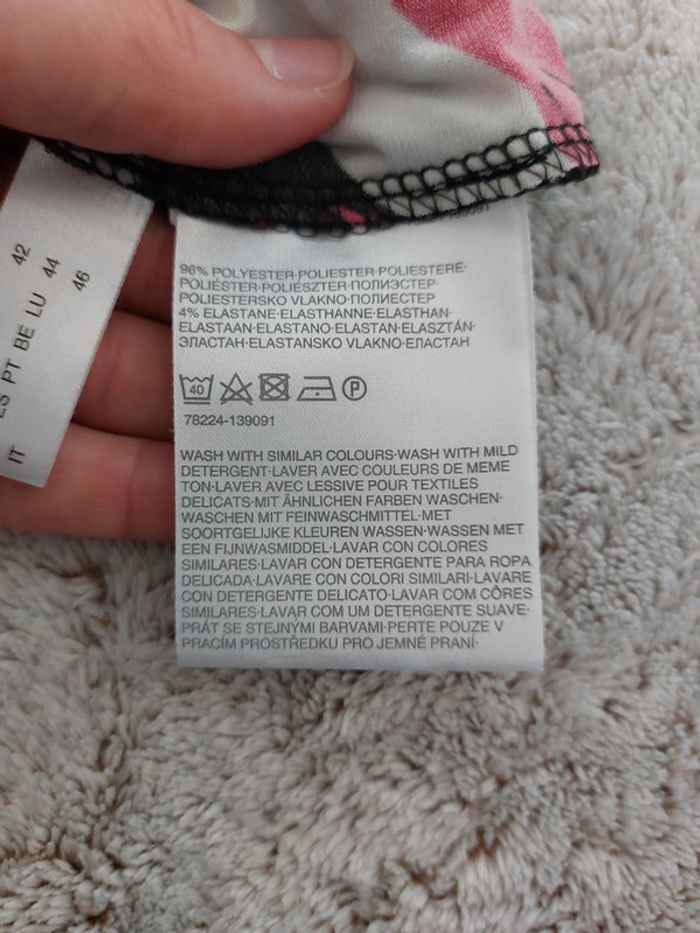 42
ES PT BE LU 44
IT 46
96% POLYESTER·POLIESTER·POLIESTERE·
POLIÉSTER·POLIÉSZTER·ПОЛИЭСТЕР·
POLIESTERSKO VLAKNO·ПОЛИЕСТЕР
4% ELASTANE·ELASTHANNE·ELASTHAN·
ELASTAAN·ELASTANO·ELASTAN·ELASZTÁN·
ЭЛАСТАН·ELASTANSKO VLAKNO·ЕЛАСТАН
40 P
78224-139091
WASH WITH SIMILAR COLOURS·WASH WITH MILD
DETERGENT·LAVER AVEC COULEURS DE MEME
TON·LAVER AVEC LESSIVE POUR TEXTILES
DELICATS·MIT ÄHNLICHEN FARBEN WASCHEN·
WASCHEN MIT FEINWASCHMITTEL·MET
SOORTGELIJKE KLEUREN WASSEN·WASSEN MET
EEN FIJNWASMIDDEL·LAVAR CON COLORES
SIMILARES·LAVAR CON DETERGENTE PARA ROPA
DELICADA·LAVARE CON COLORI SIMILARI·LAVARE
CON DETERGENTE DELICATO·LAVAR COM CÔRES
SIMILARES·LAVAR COM UM DETERGENTE SUAVE·
PRÁT SE STEJNÝMI BARVAMI·PERTE POUZE V
PRACÍM PROSTŘEDKU PRO JEMNÉ PRANÍ·